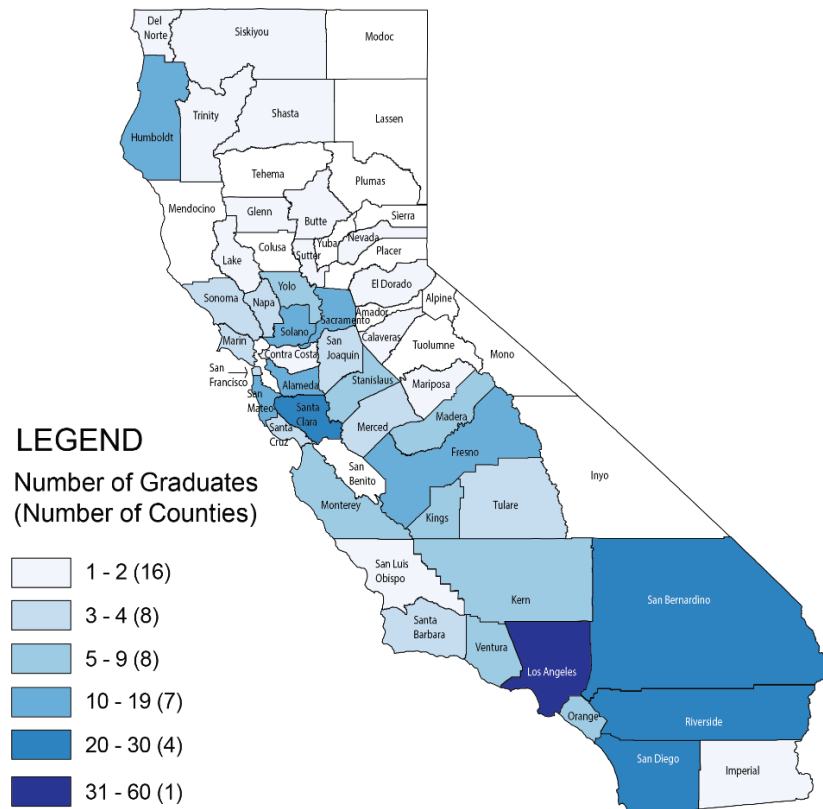 Del
Norte
Siskiyou
Modoc
Humboldt
Trinity
Shasta
Lassen
Tehema
Plumas
Mendocino
Glenn
Butte
Sierra
Yuba
Nevada
Placer
Lake
Colusa
Sutter
Yolo
El Dorado
Sonoma
Napa
Sacramento
Amador
Alpine
Solano
Calaveras
Marin
Contra Costa
San
Joaquin
Tuolumne
Mono
San
Francisco
Alameda
Stanislaus
Mariposa
San
Mateo
Santa
Clara
Merced
Madera
Santa
Cruz
Fresno
San
Benito
Inyo
Monterey
Kings
Tulare
San Luis
Obispo
Kern
San Bernardino
Santa
Barbara
Ventura
Los Angeles
Orange
Riverside
San Diego
Imperial
LEGEND
Number of Graduates
(Number of Counties)
1 - 2 (16)
3 - 4 (8)
5 - 9 (8)
10 - 19 (7)
20 - 30 (4)
31 - 60 (1)